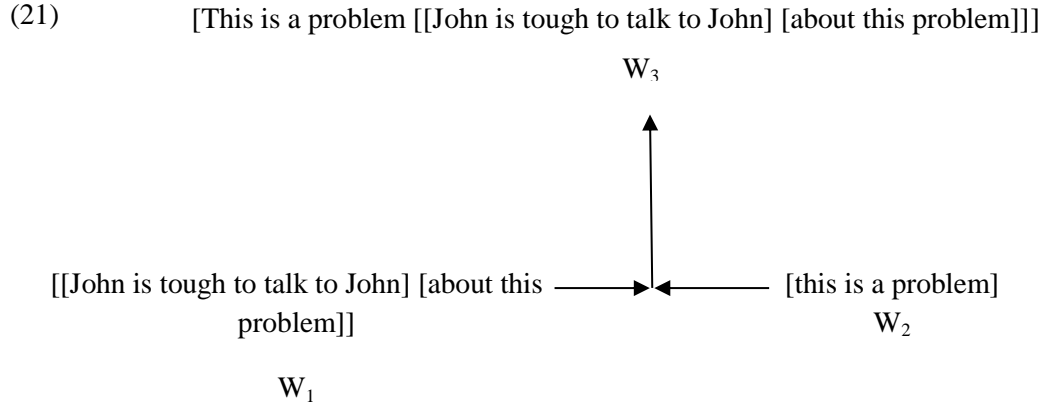 (21) [This is a problem [[John is tough to talk to John] [about this problem]]]
W₃
[[John is tough to talk to John] [about this
problem]]
[this is a problem]
W₂
W₁